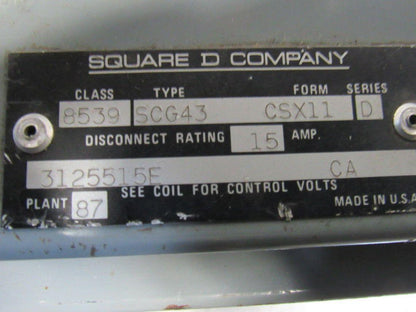 SQUARE D COMPANY
CLASS TYPE FORM SERIES
8539 SCG43 CSX11 D
DISCONNECT RATING 15 AMP.
3125515F CA
SEE COIL FOR CONTROL VOLTS
PLANT 87 MADE IN U.S.A